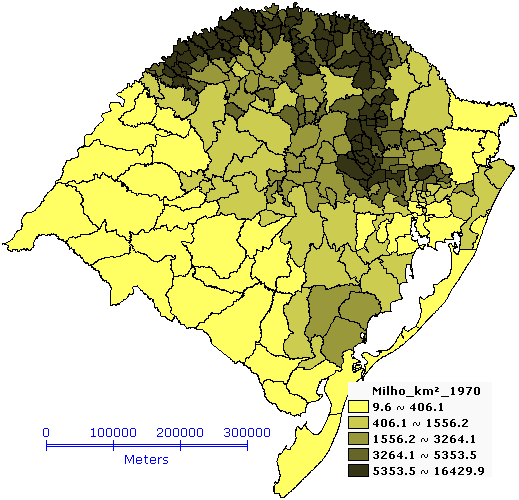 Milho_km²_1970
9.6 ~ 406.1
406.1 ~ 1556.2
1556.2 ~ 3264.1
3264.1 ~ 5353.5
5353.5 ~ 16429.9
0 100000 200000 300000
Meters